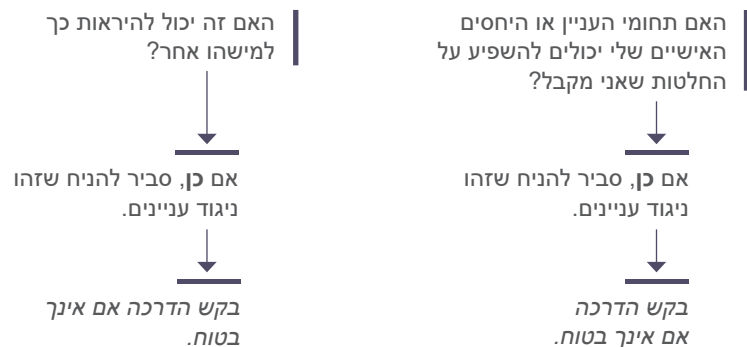 האם תחומי העניין או היחסים
האישיים שלי יכולים להשפיע על
החלטות שאני מקבל?
אם כן, סביר להניח שזהו
ניגוד עניינים.
בקש הדרכה
אם אינך בטוח.
האם זה יכול להיראות כך
למישהו אחר?
אם כן, סביר להניח שזהו
ניגוד עניינים.
בקש הדרכה אם אינך
בטוח.